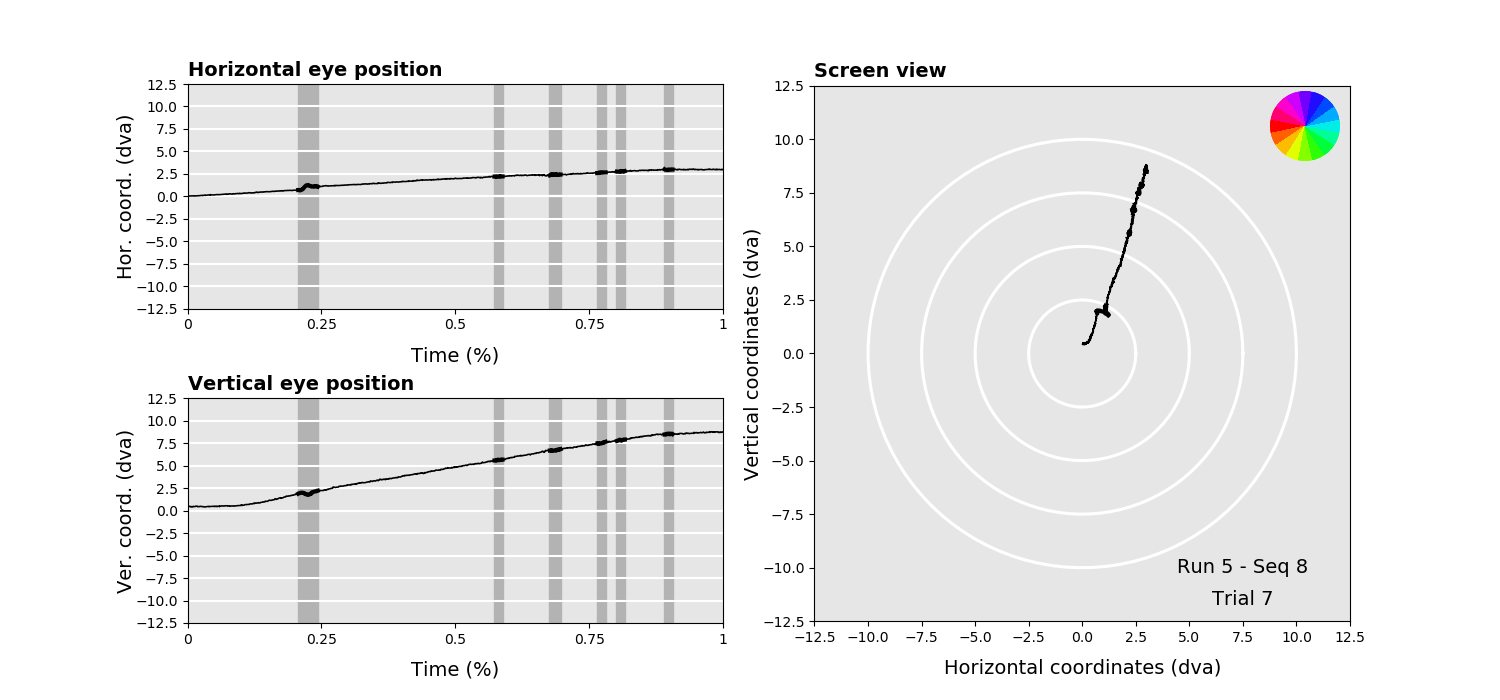 Horizontal eye position
12.5
10.0
7.5
5.0
2.5
0.0
−2.5
−5.0
−7.5
−10.0
−12.5
Hor. coord. (dva)
0 0.25 0.5 0.75 1
Time (%)
Vertical eye position
12.5
10.0
7.5
5.0
2.5
0.0
−2.5
−5.0
−7.5
−10.0
−12.5
Ver. coord. (dva)
0 0.25 0.5 0.75 1
Time (%)
Screen view
12.5
10.0
7.5
5.0
2.5
0.0
−2.5
−5.0
−7.5
−10.0
−12.5
Vertical coordinates (dva)
Run 5 - Seq 8
Trial 7
−12.5 −10.0 −7.5 −5.0 −2.5 0.0 2.5 5.0 7.5 10.0 12.5
Horizontal coordinates (dva)